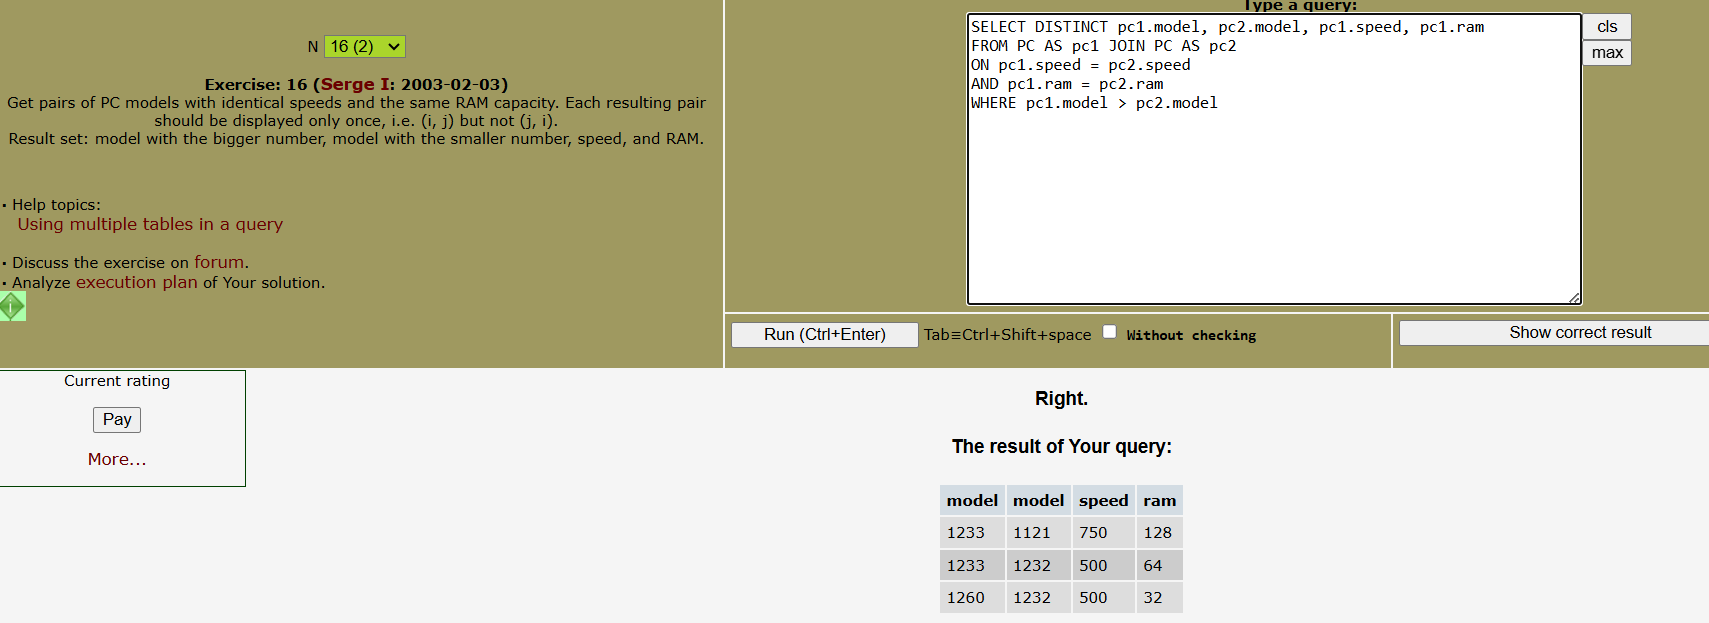 N 16 (2)
Exercise: 16 (Serge I: 2003-02-03)
Get pairs of PC models with identical speeds and the same RAM capacity. Each resulting pair
should be displayed only once, i.e. (i, j) but not (j, i).
Result set: model with the bigger number, model with the smaller number, speed, and RAM.
· Help topics:
Using multiple tables in a query
· Discuss the exercise on forum.
· Analyze execution plan of Your solution.
Type a query:
SELECT DISTINCT pc1.model, pc2.model, pc1.speed, pc1.ram
FROM PC AS pc1 JOIN PC AS pc2
ON pc1.speed = pc2.speed
AND pc1.ram = pc2.ram
WHERE pc1.model > pc2.model
cls
max
Run (Ctrl+Enter) Tab≡Ctrl+Shift+space Without checking
Show correct result
Current rating
Pay
More...
Right.
The result of Your query:
model model speed ram
1233 1121 750 128
1233 1232 500 64
1260 1232 500 32